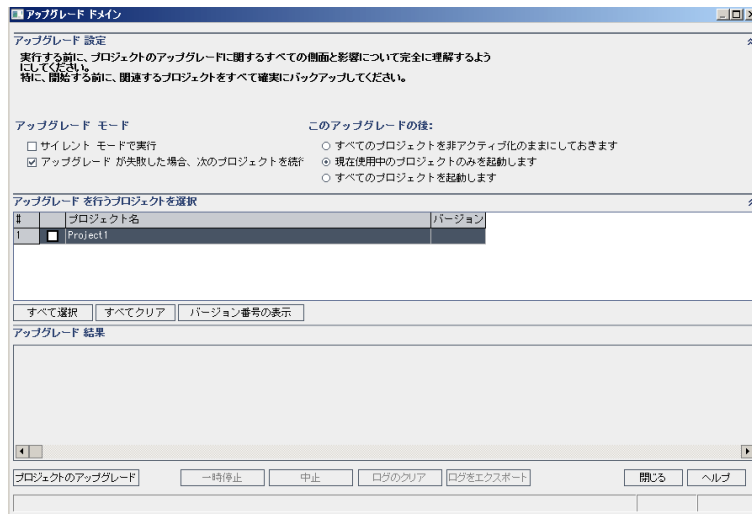 アップグレード ドメイン
アップグレード 設定
実行する前に、プロジェクトのアップグレードに関するすべての側面と影響について完全に理解するよう
にしてください。
特に、開始する前に、関連するプロジェクトをすべて確実にバックアップしてください。
アップグレード モード
このアップグレードの後:
サイレント モードで実行
すべてのプロジェクトを非アクティブ化のままにしておきます
アップグレード が失敗した場合、次のプロジェクトを続行
現在使用中のプロジェクトのみを起動します
すべてのプロジェクトを起動します
アップグレード を行うプロジェクトを選択
# プロジェクト名 バージョン
1 Project1
すべて選択 すべてクリア バージョン番号の表示
アップグレード 結果
プロジェクトのアップグレード 一時停止 中止 ログのクリア ログをエクスポート 閉じる ヘルプ